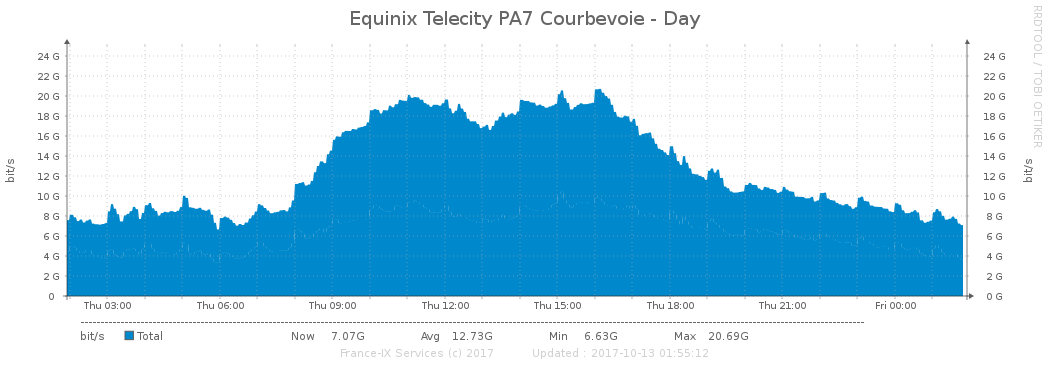 Equinix Telecity PA7 Courbevoie - Day
RRDTOOL / TOBI OETIKER
bit/s
bit/s
24 G 24 G
22 G 22 G
20 G 20 G
18 G 18 G
16 G 16 G
14 G 14 G
12 G 12 G
10 G 10 G
8 G 8 G
6 G 6 G
4 G 4 G
2 G 2 G
0 0 G
Thu 03:00 Thu 06:00 Thu 09:00 Thu 12:00 Thu 15:00 Thu 18:00 Thu 21:00 Fri 00:00
bit/s Total Now 7.07G Avg 12.73G Min 6.63G Max 20.69G
France-IX Services (c) 2017 Updated : 2017-10-13 01:55:12